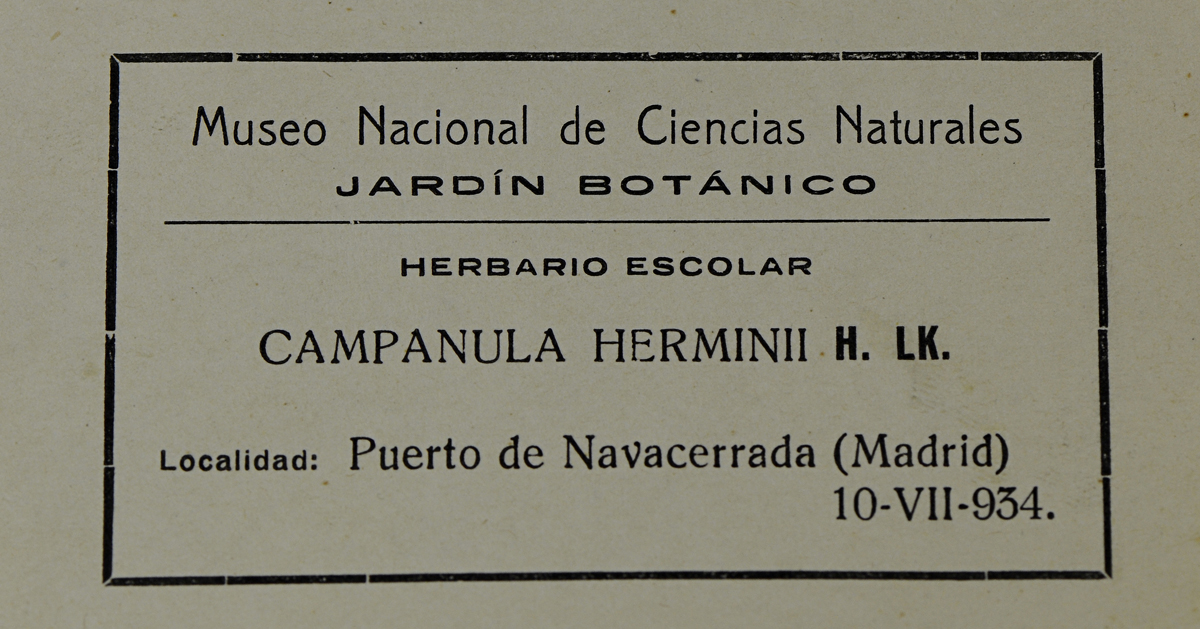 Museo Nacional de Ciencias Naturales
JARDÍN BOTÁNICO
HERBARIO ESCOLAR
CAMPANULA HERMINII H. LK.
Localidad: Puerto de Navacerrada (Madrid)
10-VII-934.